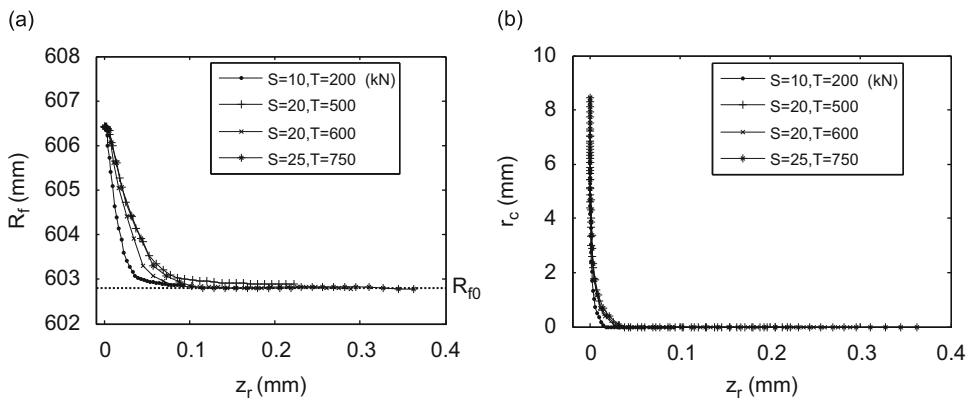 (a)
608
607
606
605
604
603
602
R_f (mm)
S=10,T=200 (kN)
S=20,T=500
S=20,T=600
S=25,T=750
R_f0
0
0.1
0.2
0.3
0.4
z_r (mm)
(b)
10
8
6
4
2
0
r_c (mm)
S=10,T=200 (kN)
S=20,T=500
S=20,T=600
S=25,T=750
0
0.1
0.2
0.3
0.4
z_r (mm)